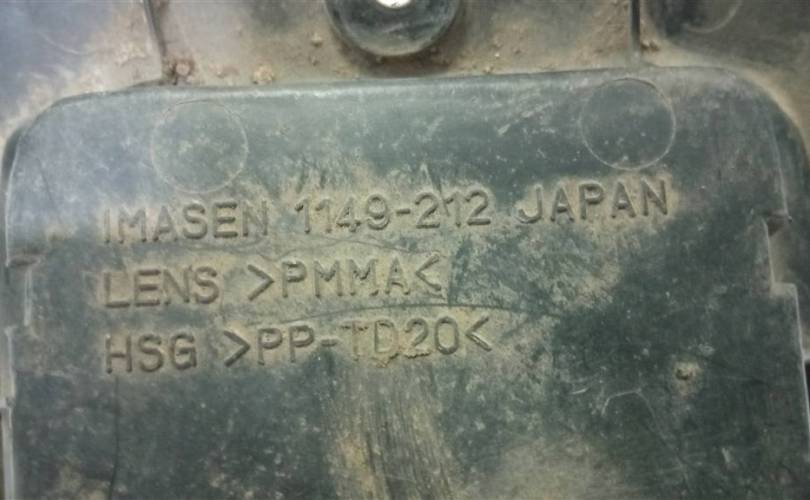 IMASEN 1149-212 JAPAN
LENS >PMMA<
HSG >PP-TD20<